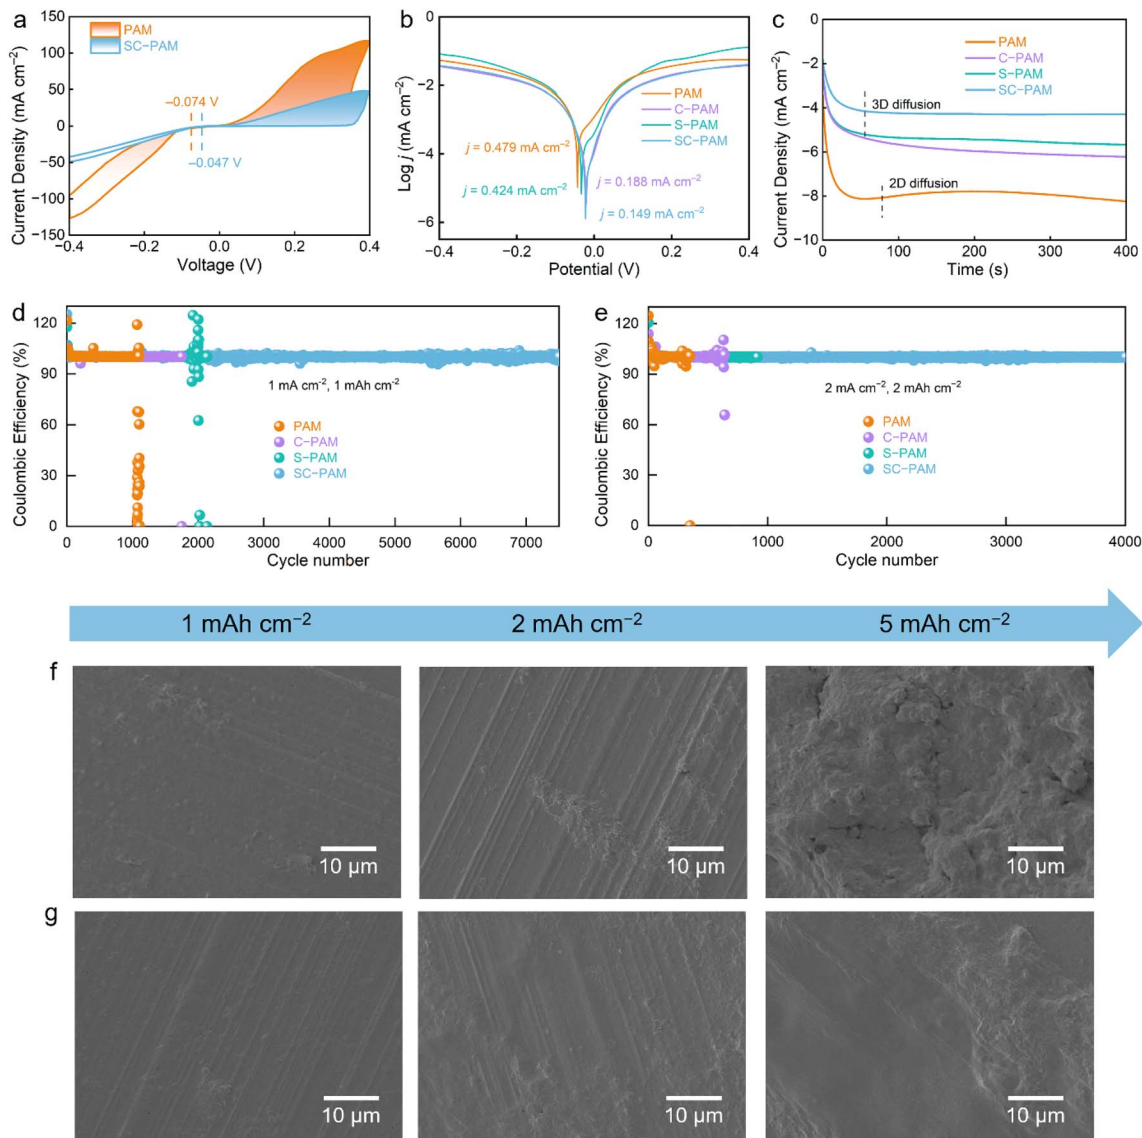 a
150
100
50
0
−50
−100
−150
−0.4
−0.2
0.0
0.2
0.4
Current Density (mA cm−2)
Voltage (V)
PAM
SC−PAM
−0.074 V
−0.047 V
b
0
−2
−4
−6
−0.4
−0.2
0.0
0.2
0.4
Log j (mA cm−2)
Potential (V)
PAM
C−PAM
S−PAM
SC−PAM
j = 0.479 mA cm−2
j = 0.424 mA cm−2
j = 0.188 mA cm−2
j = 0.149 mA cm−2
c
−2
−4
−6
−8
−10
0
100
200
300
400
Current Density (mA cm−2)
Time (s)
PAM
C−PAM
S−PAM
SC−PAM
3D diffusion
2D diffusion
d
120
90
60
30
0
0
1000
2000
3000
4000
5000
6000
7000
Coulombic Efficiency (%)
Cycle number
1 mA cm-2, 1 mAh cm-2
PAM
C−PAM
S−PAM
SC−PAM
e
120
90
60
30
0
0
1000
2000
3000
4000
Coulombic Efficiency (%)
Cycle number
2 mA cm-2, 2 mAh cm-2
PAM
C−PAM
S−PAM
SC−PAM
1 mAh cm−2
2 mAh cm−2
5 mAh cm−2
f
10 µm
10 µm
10 µm
g
10 µm
10 µm
10 µm